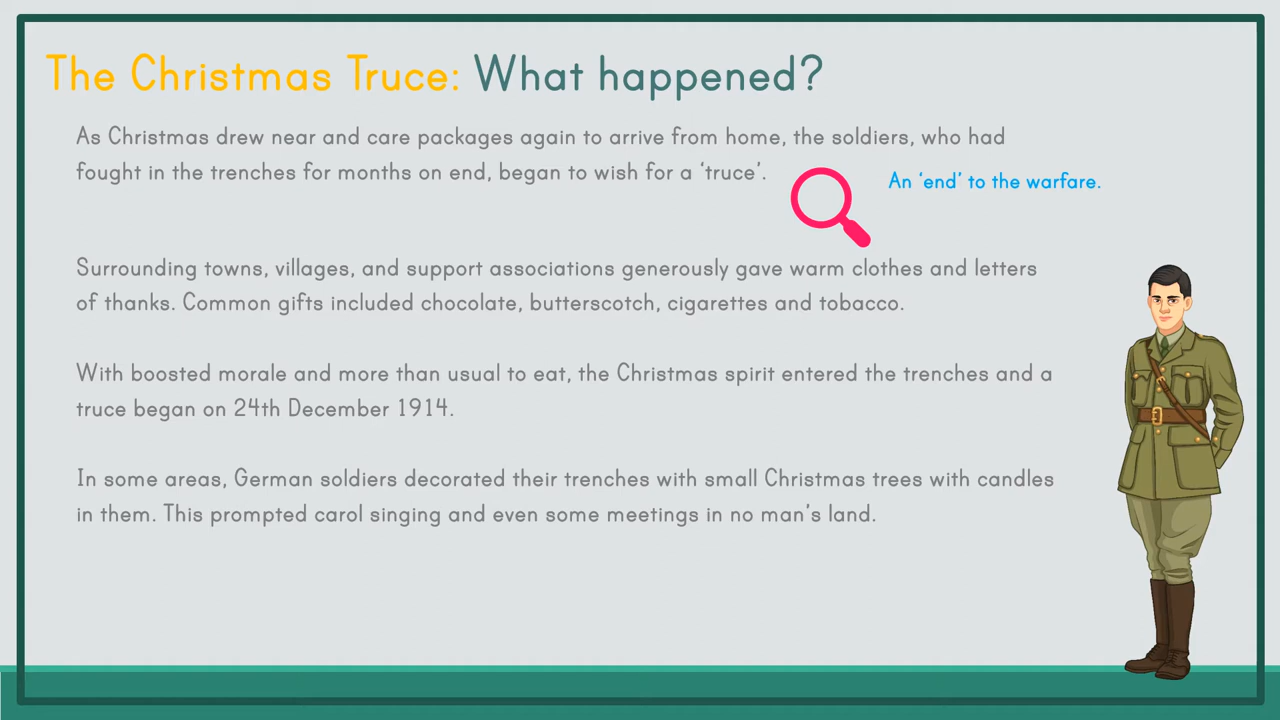 The Christmas Truce: What happened?
As Christmas drew near and care packages again to arrive from home, the soldiers, who had
fought in the trenches for months on end, began to wish for a ‘truce’.
An ‘end’ to the warfare.
Surrounding towns, villages, and support associations generously gave warm clothes and letters
of thanks. Common gifts included chocolate, butterscotch, cigarettes and tobacco.
With boosted morale and more than usual to eat, the Christmas spirit entered the trenches and a
truce began on 24th December 1914.
In some areas, German soldiers decorated their trenches with small Christmas trees with candles
in them. This prompted carol singing and even some meetings in no man’s land.